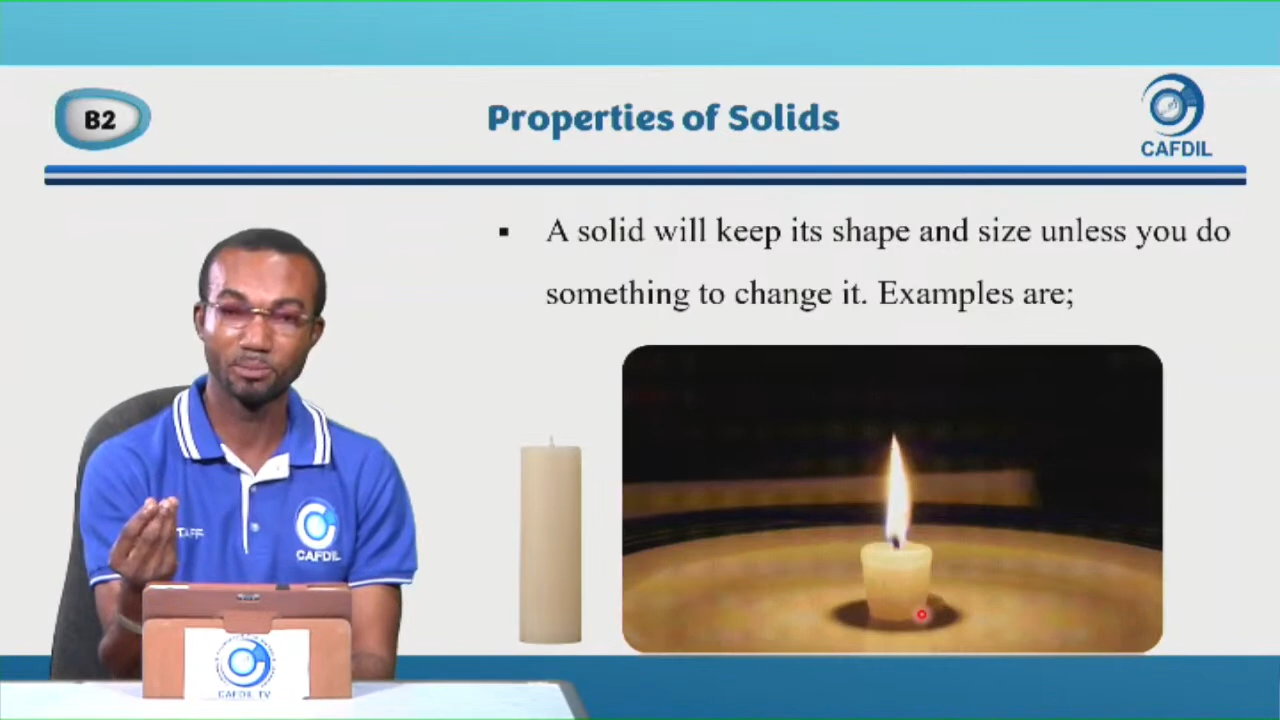 B2
Properties of Solids
CAFDIL
▪ A solid will keep its shape and size unless you do
something to change it. Examples are;
CAFDIL
CAFDIL TV